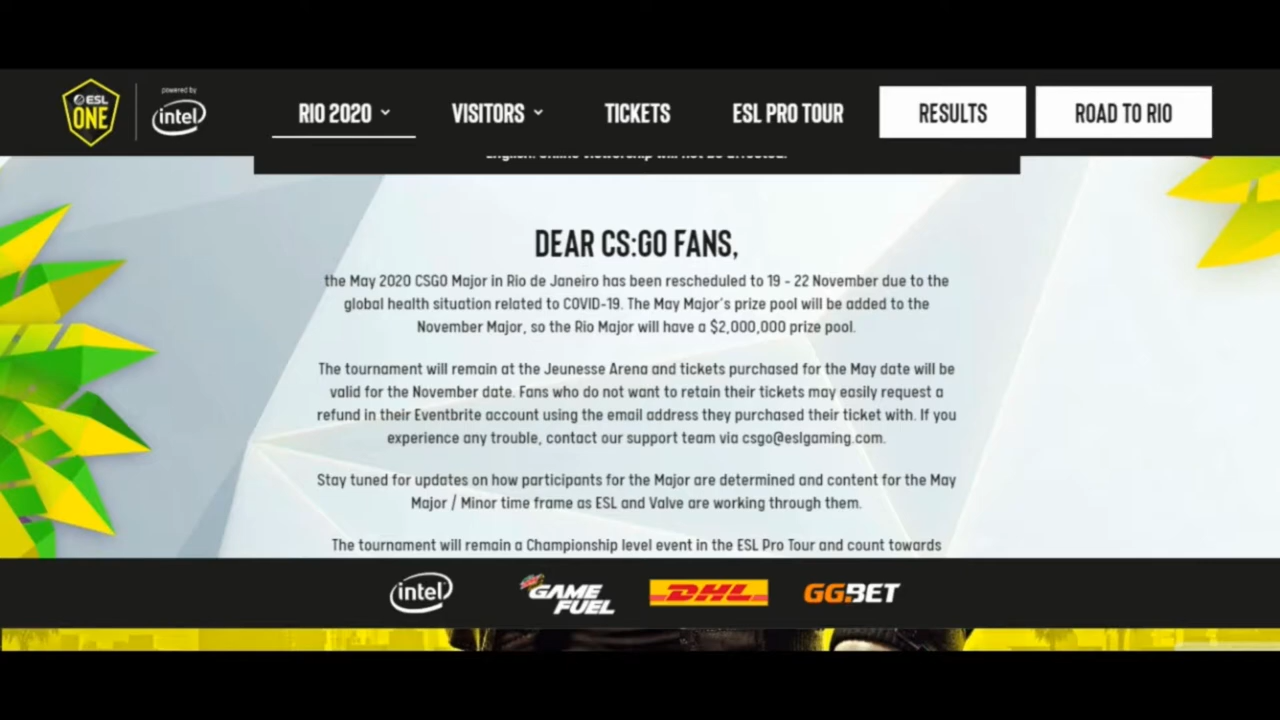 ESL
ONE
powered by
intel
RIO 2020
VISITORS
TICKETS
ESL PRO TOUR
RESULTS
ROAD TO RIO
English. Online viewership will not be affected.
DEAR CS:GO FANS,
the May 2020 CSGO Major in Rio de Janeiro has been rescheduled to 19 - 22 November due to the
global health situation related to COVID-19. The May Major's prize pool will be added to the
November Major, so the Rio Major will have a $2,000,000 prize pool.
The tournament will remain at the Jeunesse Arena and tickets purchased for the May date will be
valid for the November date. Fans who do not want to retain their tickets may easily request a
refund in their Eventbrite account using the email address they purchased their ticket with. If you
experience any trouble, contact our support team via csgo@eslgaming.com.
Stay tuned for updates on how participants for the Major are determined and content for the May
Major / Minor time frame as ESL and Valve are working through them.
The tournament will remain a Championship level event in the ESL Pro Tour and count towards
intel
GAME
FUEL
DHL
GG.BET